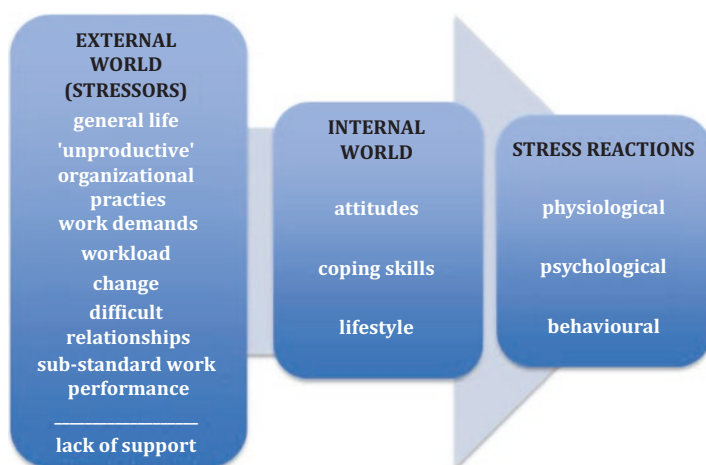 EXTERNAL
WORLD
(STRESSORS)
general life
'unproductive'
organizational
practies
work demands
workload
change
difficult
relationships
sub-standard work
performance
___________________
lack of support
INTERNAL
WORLD
attitudes
coping skills
lifestyle
STRESS REACTIONS
physiological
psychological
behavioural